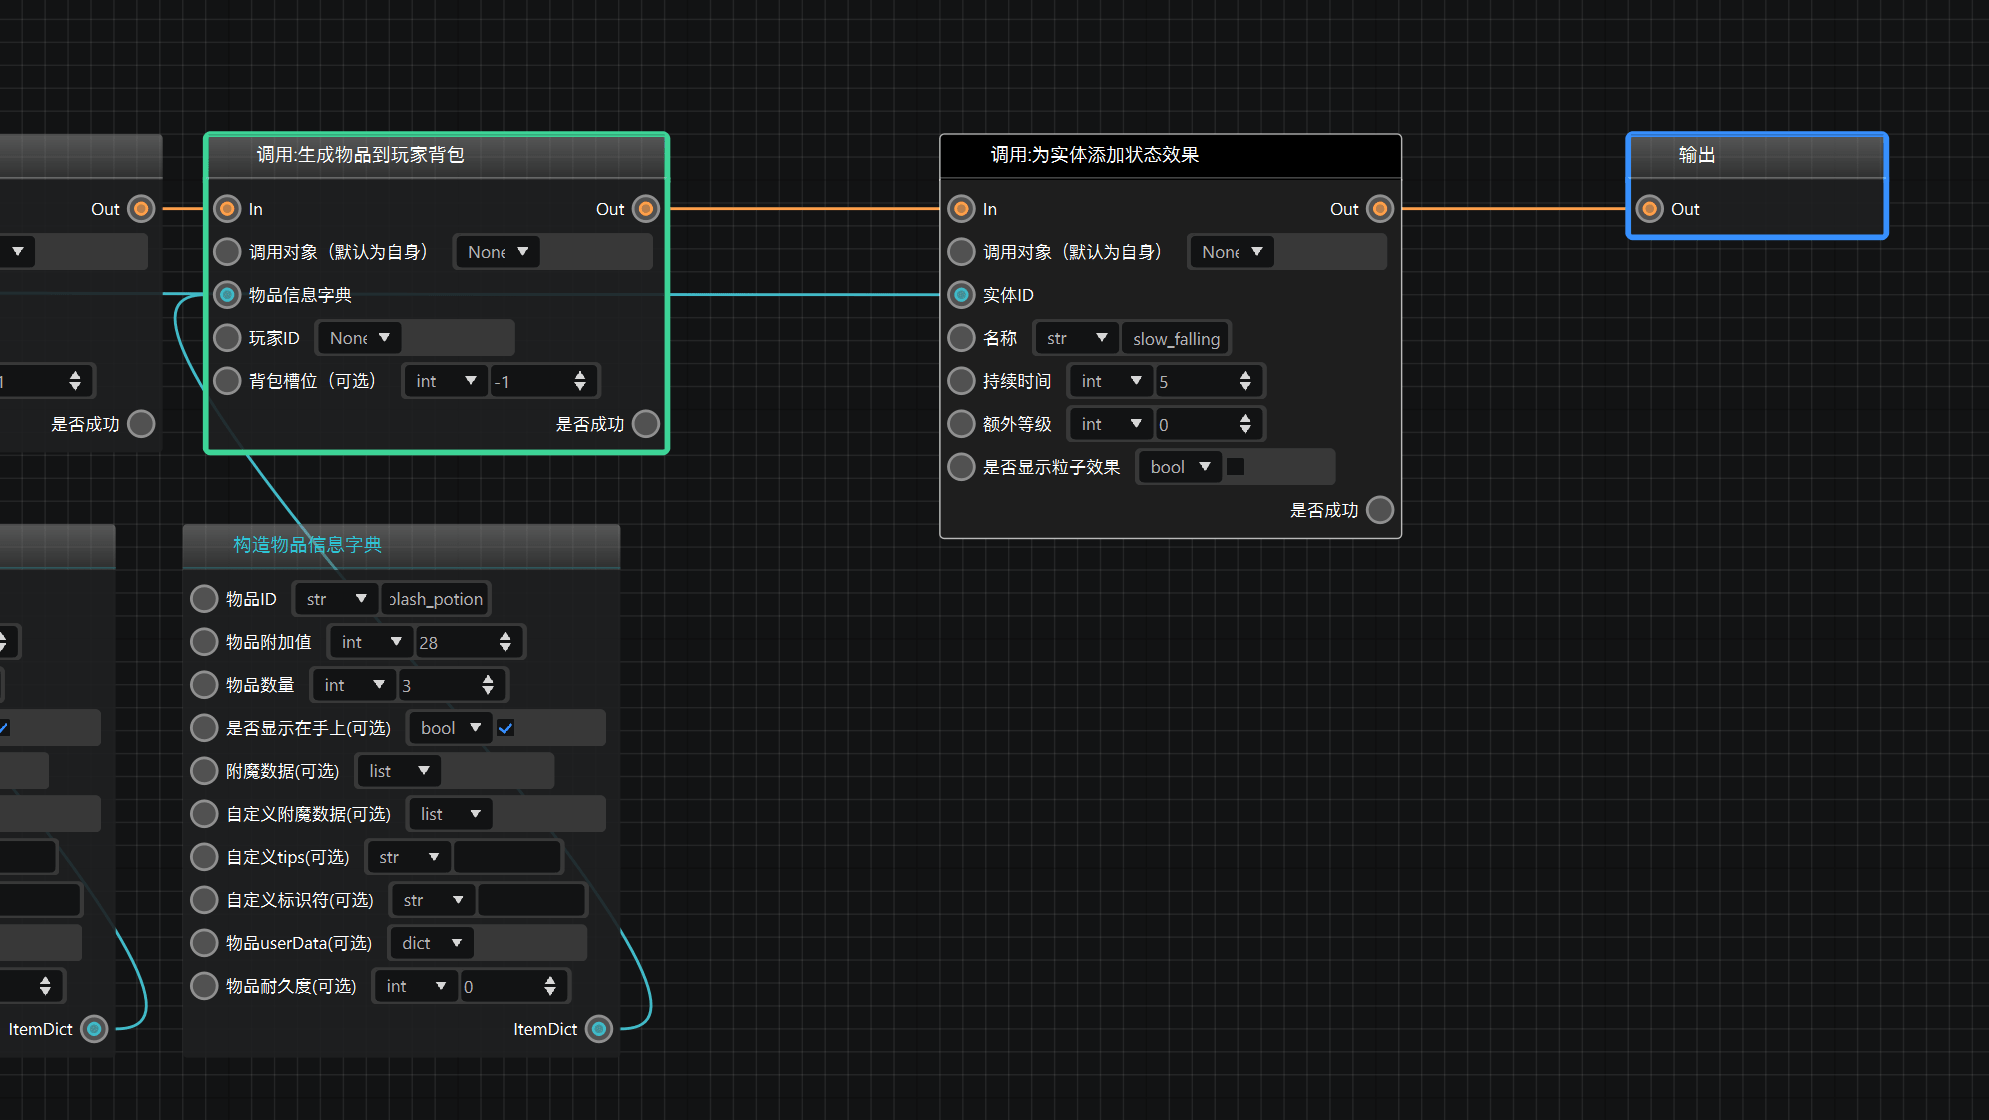 调用:生成物品到玩家背包
调用:为实体添加状态效果
输出
Out
In
Out
In
Out
Out
调用对象（默认为自身）
None
调用对象（默认为自身）
None
物品信息字典
实体ID
玩家ID
None
名称
str
slow_falling
背包槽位（可选）
int
-1
持续时间
int
5
是否成功
是否成功
额外等级
int
0
是否显示粒子效果
bool
是否成功
构造物品信息字典
物品ID
str
plash_potion
物品附加值
int
28
物品数量
int
3
是否显示在手上(可选)
bool
附魔数据(可选)
list
自定义附魔数据(可选)
list
自定义tips(可选)
str
自定义标识符(可选)
str
物品userData(可选)
dict
物品耐久度(可选)
int
0
ItemDict
ItemDict